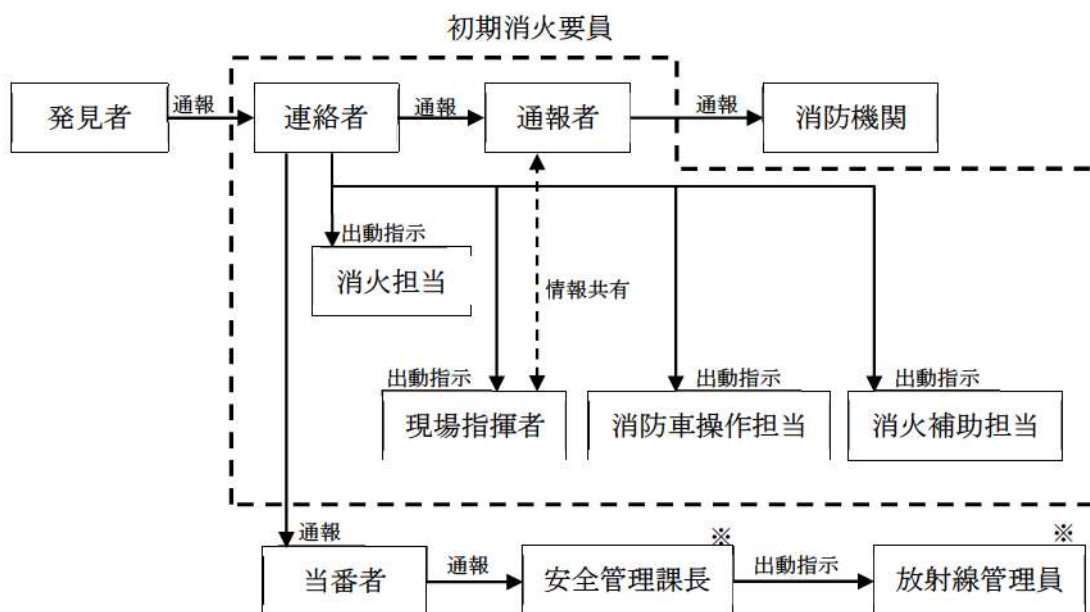 初期消火要員
発見者
通報
連絡者
通報
通報者
通報
消防機関
出動指示
消火担当
情報共有
出動指示
現場指揮者
出動指示
消防車操作担当
出動指示
消火補助担当
通報
当番者
通報
※
安全管理課長
出動指示
※
放射線管理員